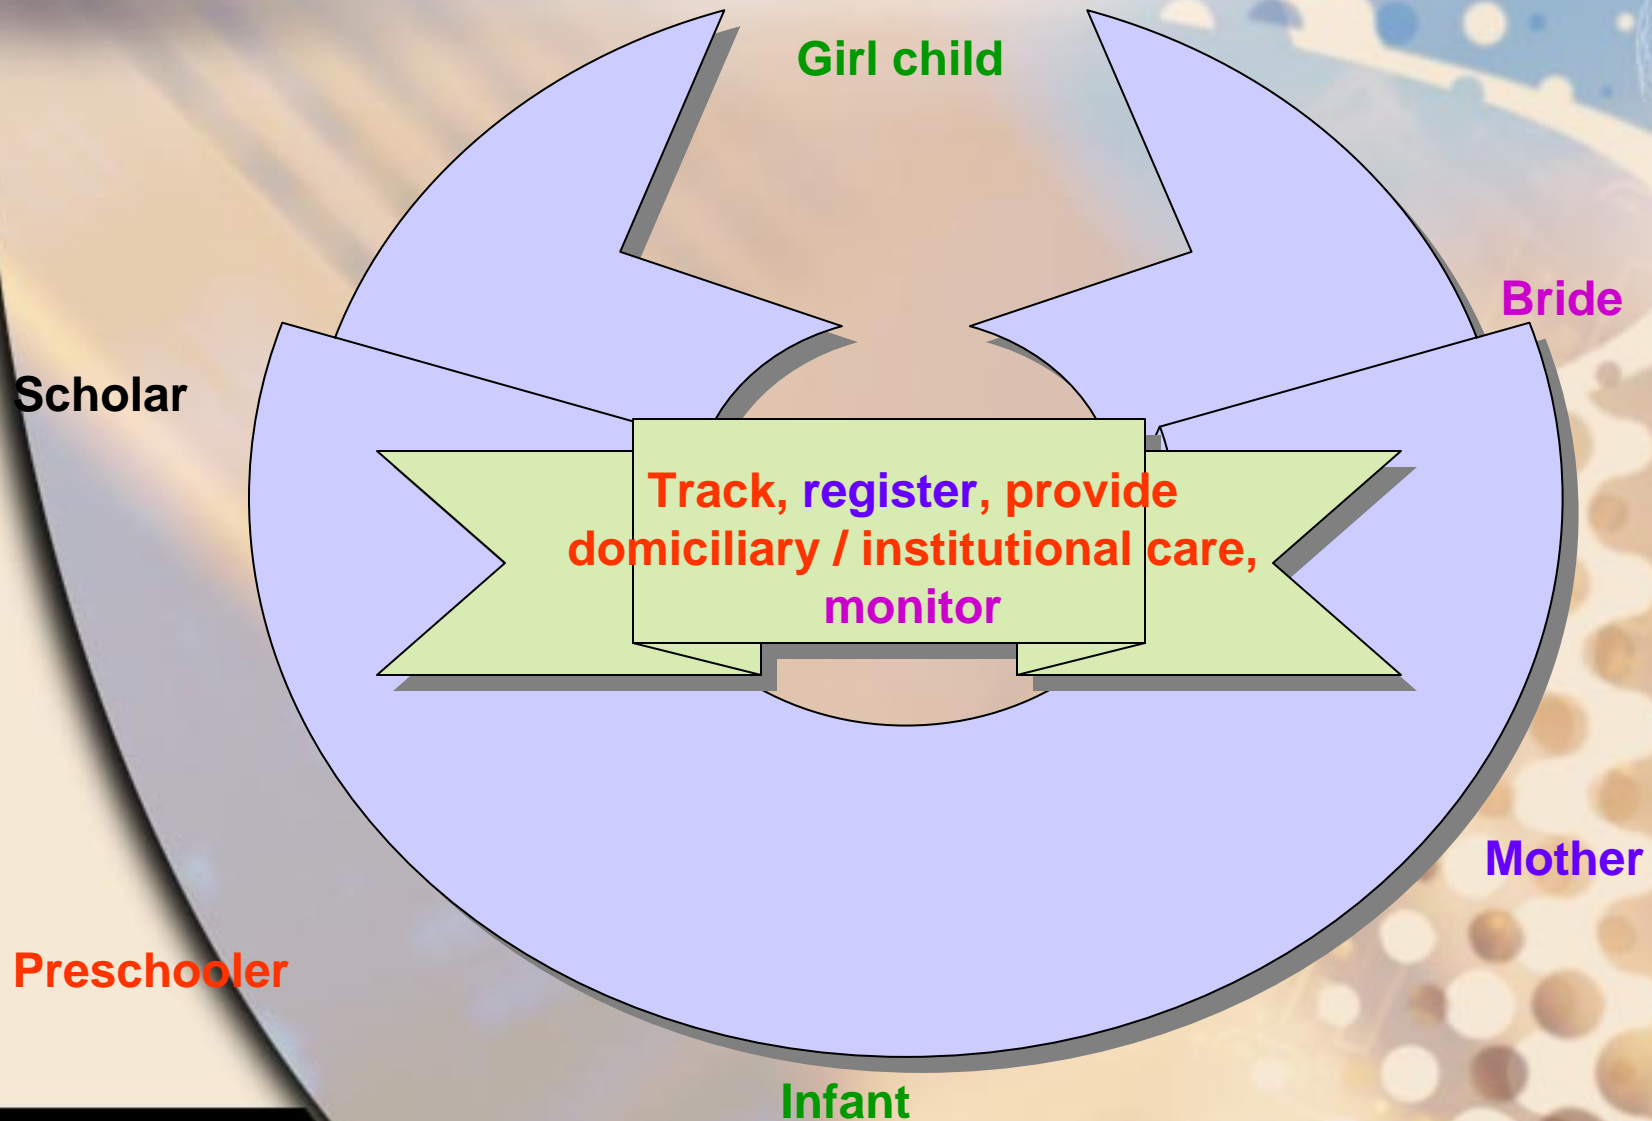 Girl child
Bride
Scholar
Track, register, provide
domiciliary / institutional care,
monitor
Mother
Preschooler
Infant